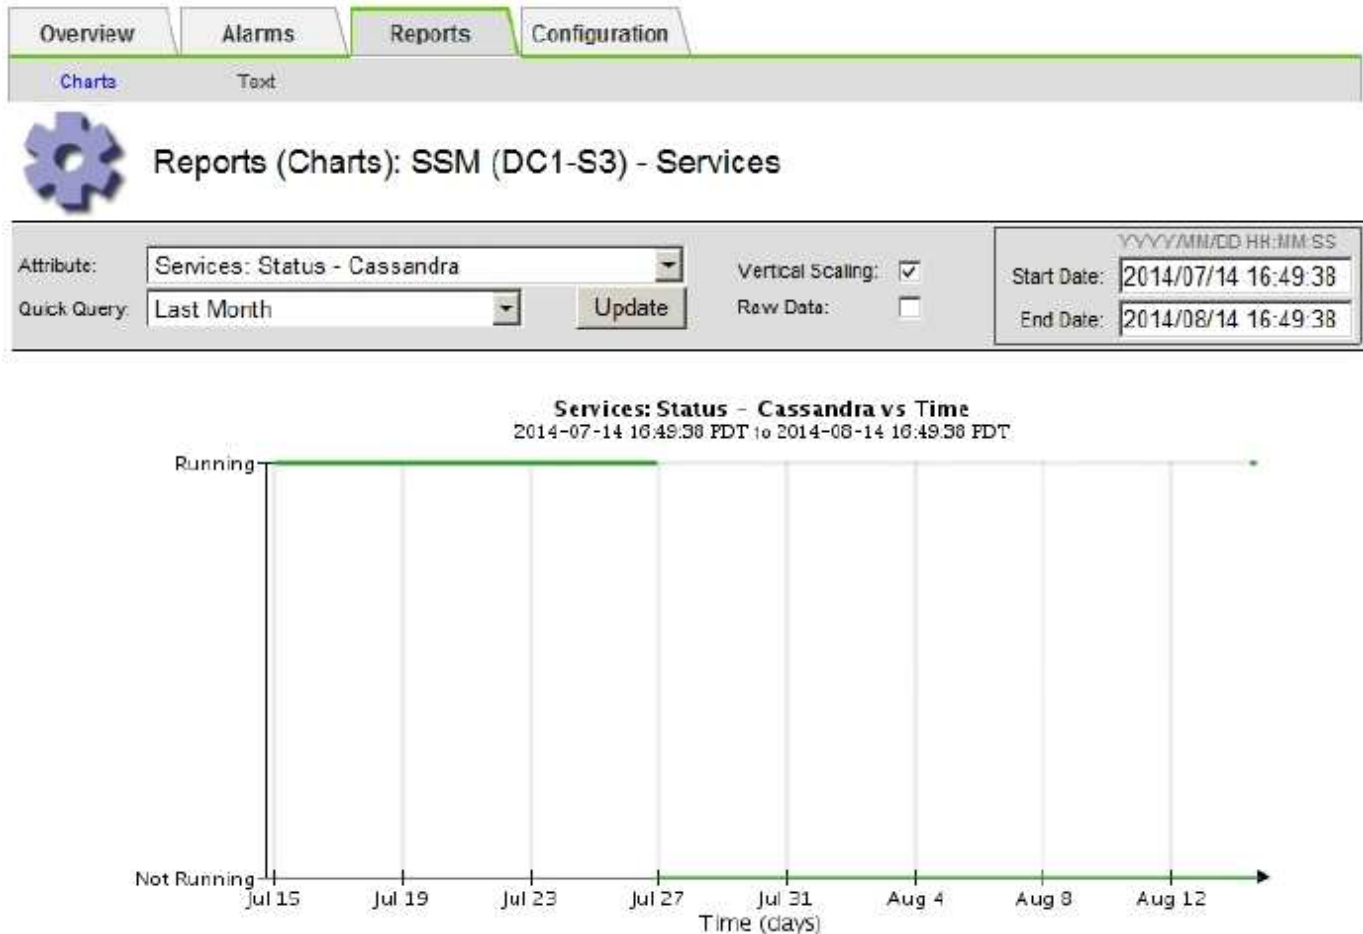 Overview Alarms Reports Configuration
Charts Text
Reports (Charts): SSM (DC1-S3) - Services
YYYY/MM/DD HH:MM:SS
Attribute: Services: Status - Cassandra Vertical Scaling: Start Date: 2014/07/14 16:49:38
Quick Query: Last Month Update Raw Data: End Date: 2014/08/14 16:49:38
Services: Status - Cassandra vs Time
2014-07-14 16:49:38 PDT to 2014-08-14 16:49:38 PDT
Running
Not Running
Jul 15 Jul 19 Jul 23 Jul 27 Jul 31 Aug 4 Aug 8 Aug 12
Time (days)